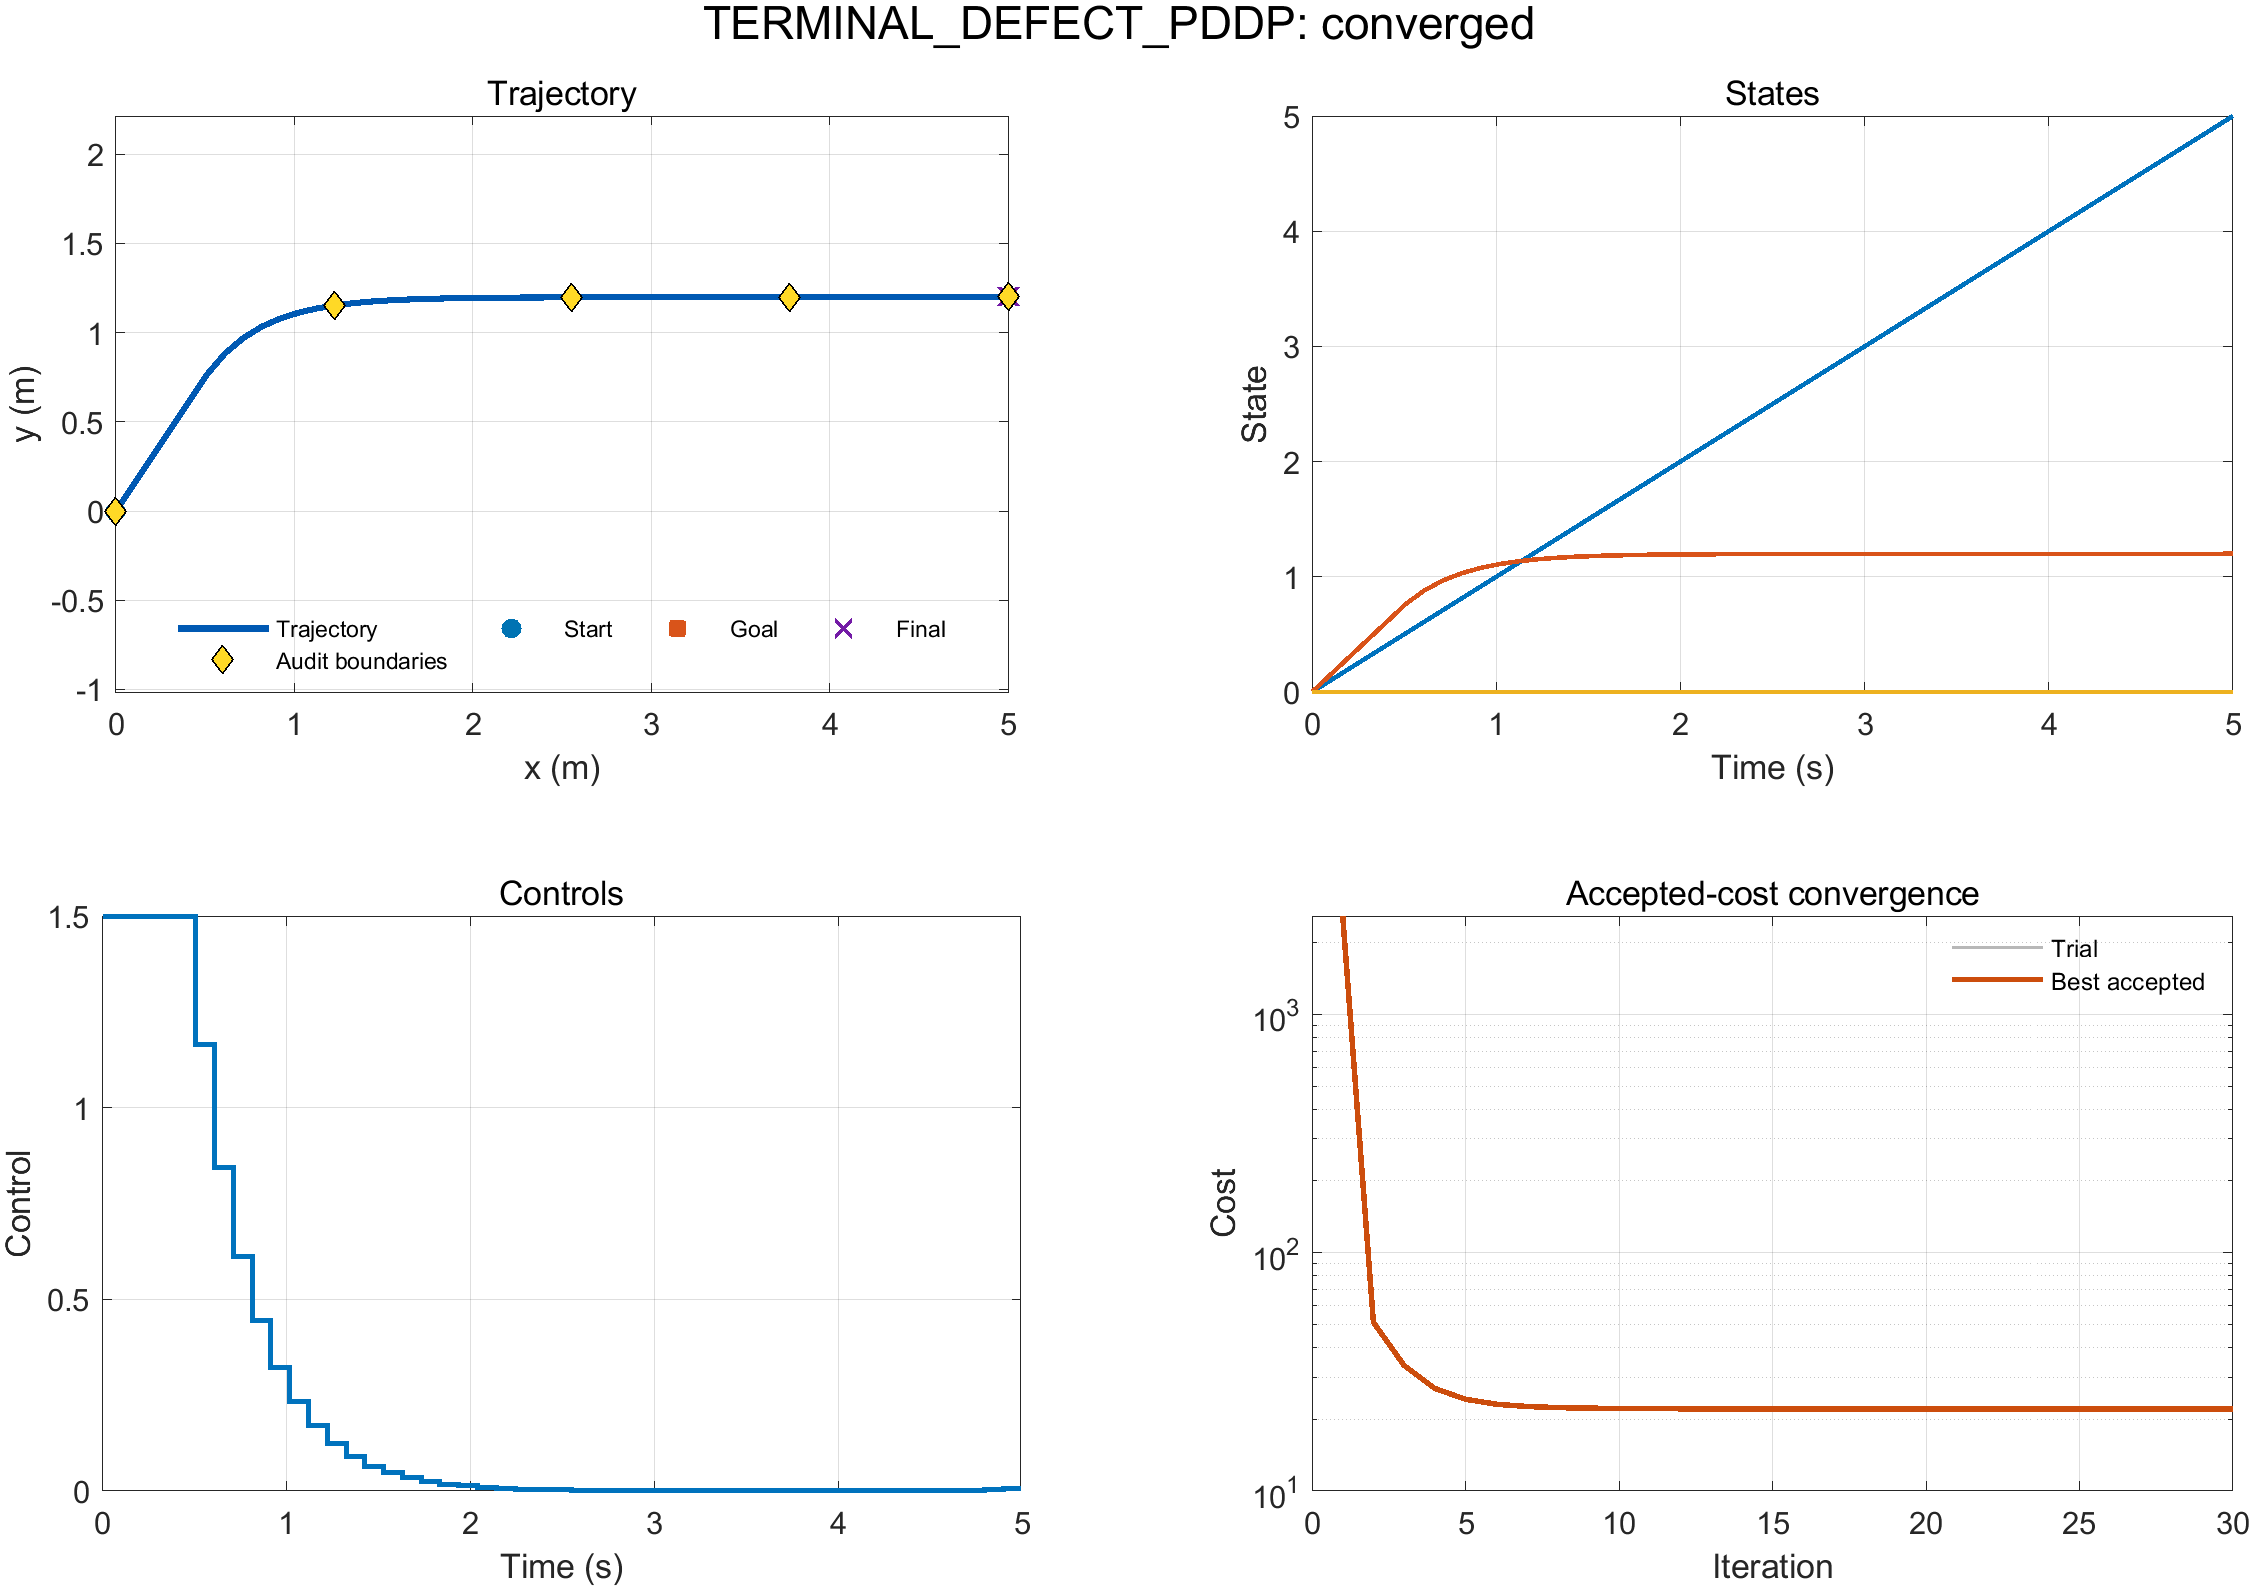 TERMINAL_DEFECT_PDDP: converged
Trajectory
2
1.5
1
0.5
0
-0.5
-1
y (m)
Trajectory
Start
Goal
Final
Audit boundaries
0 1 2 3 4 5
x (m)
States
5
4
3
2
1
0
State
0 1 2 3 4 5
Time (s)
Controls
1.5
1
0.5
0
Control
0 1 2 3 4 5
Time (s)
Accepted-cost convergence
Trial
Best accepted
10^3
10^2
10^1
Cost
0 5 10 15 20 25 30
Iteration